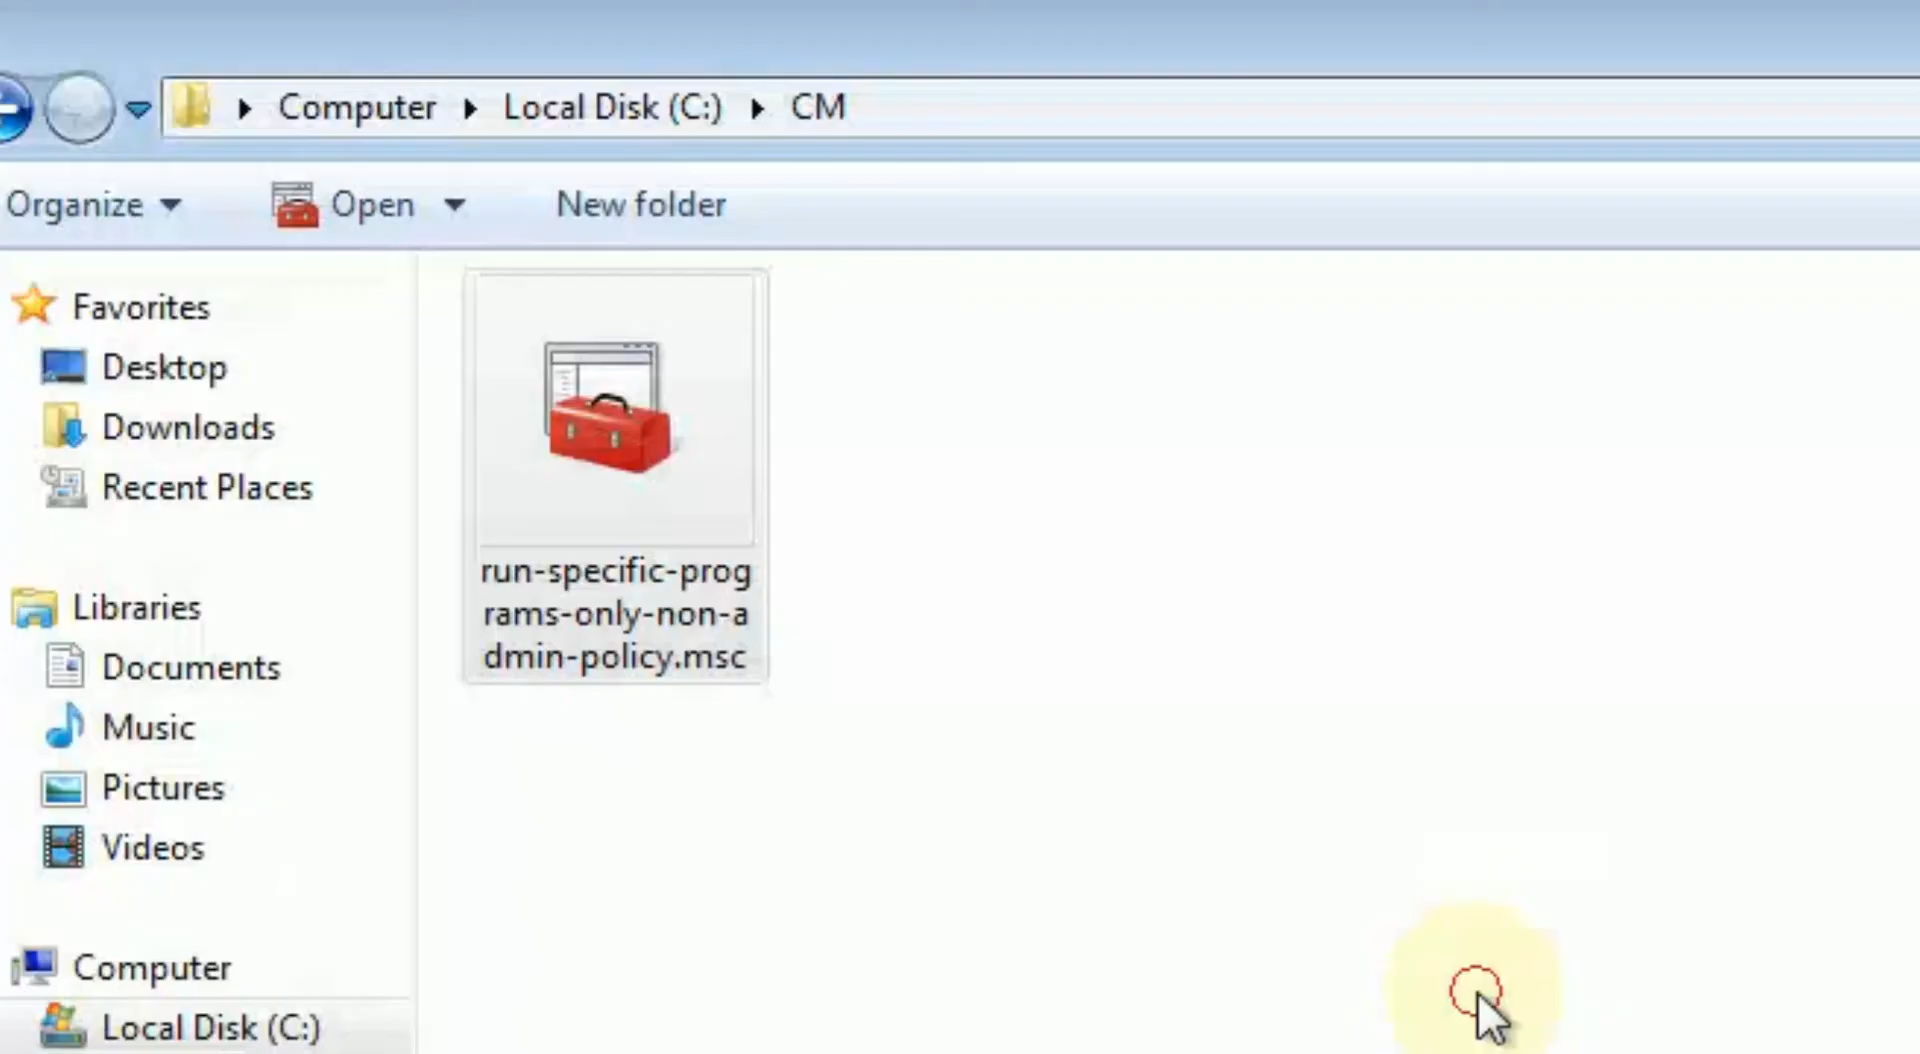 Computer Local Disk (C:) CM
Organize Open New folder
Favorites
Desktop
Downloads
Recent Places
Libraries
Documents
Music
Pictures
Videos
Computer
Local Disk (C:)
run-specific-prog
rams-only-non-a
dmin-policy.msc